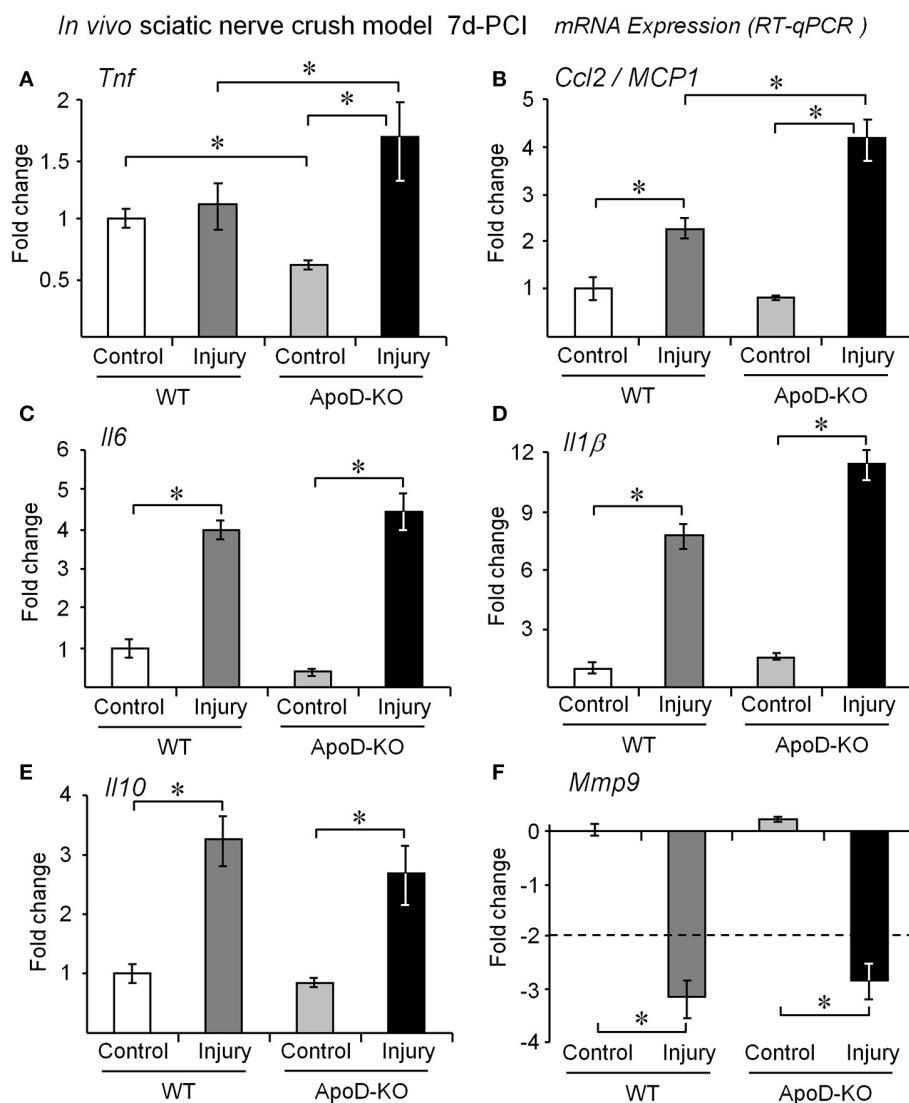 In vivo sciatic nerve crush model 7d-PCI mRNA Expression (RT-qPCR )
A Tnf
Fold change
2
1.5
1
0.5
* * *
Control Injury Control Injury
WT ApoD-KO
B Ccl2 / MCP1
Fold change
5
4
3
2
1
* * *
Control Injury Control Injury
WT ApoD-KO
C Il6
Fold change
6
5
4
3
2
1
* *
Control Injury Control Injury
WT ApoD-KO
D Il1β
Fold change
12
9
6
3
* *
Control Injury Control Injury
WT ApoD-KO
E Il10
Fold change
4
3
2
1
* *
Control Injury Control Injury
WT ApoD-KO
F Mmp9
Fold change
0
-1
-2
-3
-4
* *
Control Injury Control Injury
WT ApoD-KO